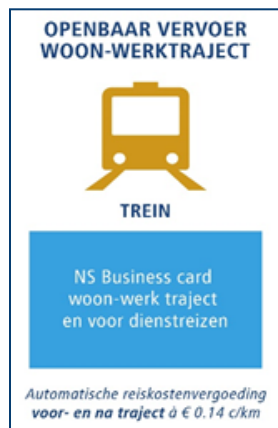 OPENBAAR VERVOER
WOON-WERKTRAJECT
TREIN
NS Business card
woon-werk traject
en voor dienstreizen
Automatische reiskostenvergoeding
voor- en na traject à € 0.14 c/km